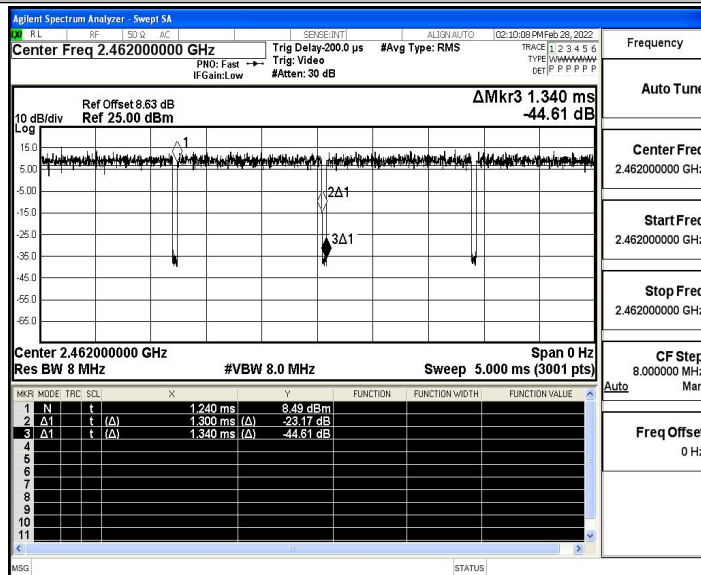 Agilent Spectrum Analyzer - Swept SA
LXI RL RF 50 Ω AC SENSE:INT ALIGN AUTO 02:10:08 PM Feb 28, 2022
Center Freq 2.462000000 GHz Trig Delay-200.0 µs #Avg Type: RMS TRACE 1 2 3 4 5 6
PNO: Fast Trig: Video TYPE WWWWWW
IFGain:Low #Atten: 30 dB DET P P P P P P
Ref Offset 8.63 dB ΔMkr3 1.340 ms
10 dB/div Ref 25.00 dBm -44.61 dB
Log
15.0
5.00
-5.00
-15.0
-25.0
-35.0
-45.0
-55.0
-65.0
1
2Δ1
3Δ1
Center 2.462000000 GHz Span 0 Hz
Res BW 8 MHz #VBW 8.0 MHz Sweep 5.000 ms (3001 pts)
MKR MODE TRC SCL X Y FUNCTION FUNCTION WIDTH FUNCTION VALUE
1 N t 1.240 ms 8.49 dBm
2 Δ1 t (Δ) 1.300 ms (Δ) -23.17 dB
3 Δ1 t (Δ) 1.340 ms (Δ) -44.61 dB
4
5
6
7
8
9
10
11
MSG STATUS
Frequency
Auto Tune
Center Freq
2.462000000 GHz
Start Freq
2.462000000 GHz
Stop Freq
2.462000000 GHz
CF Step
8.000000 MHz
Auto Man
Freq Offset
0 Hz